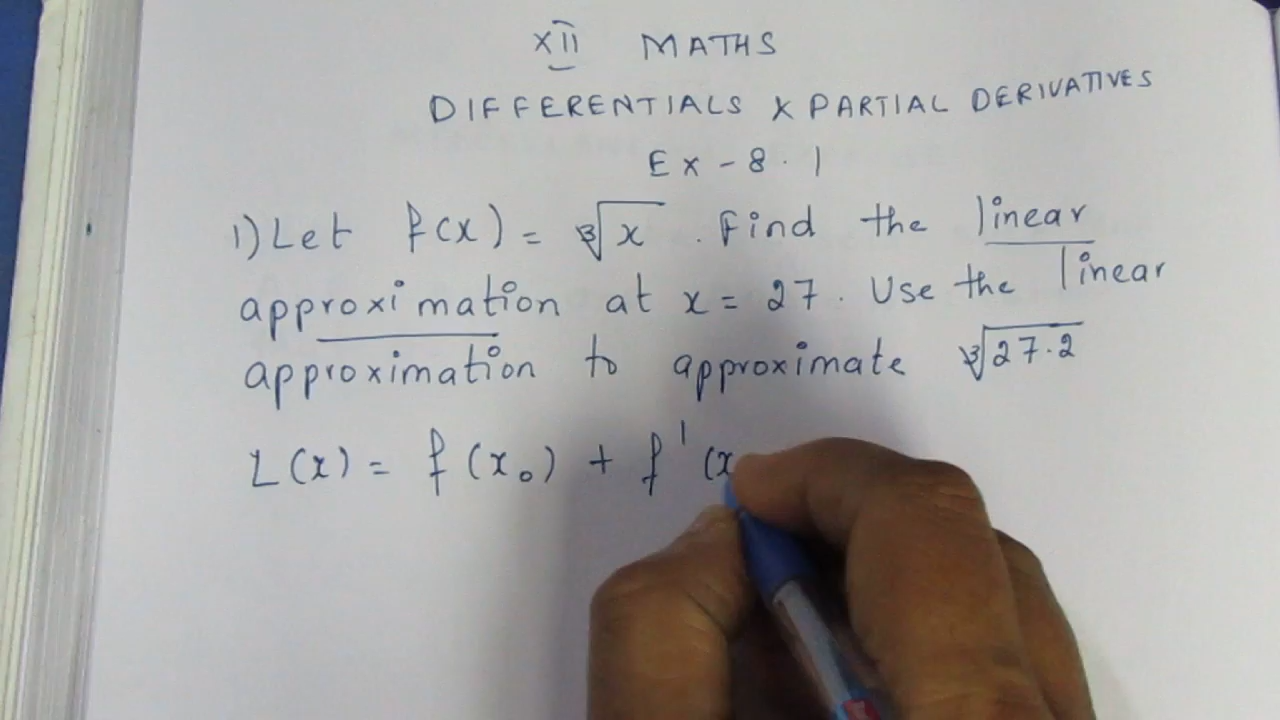 XII MATHS
DIFFERENTIALS & PARTIAL DERIVATIVES
Ex - 8.1
1) Let f(x) = ∛x . Find the linear
approximation at x = 27. Use the linear
approximation to approximate ∛27.2
L(x) = f(x₀) + f'(x